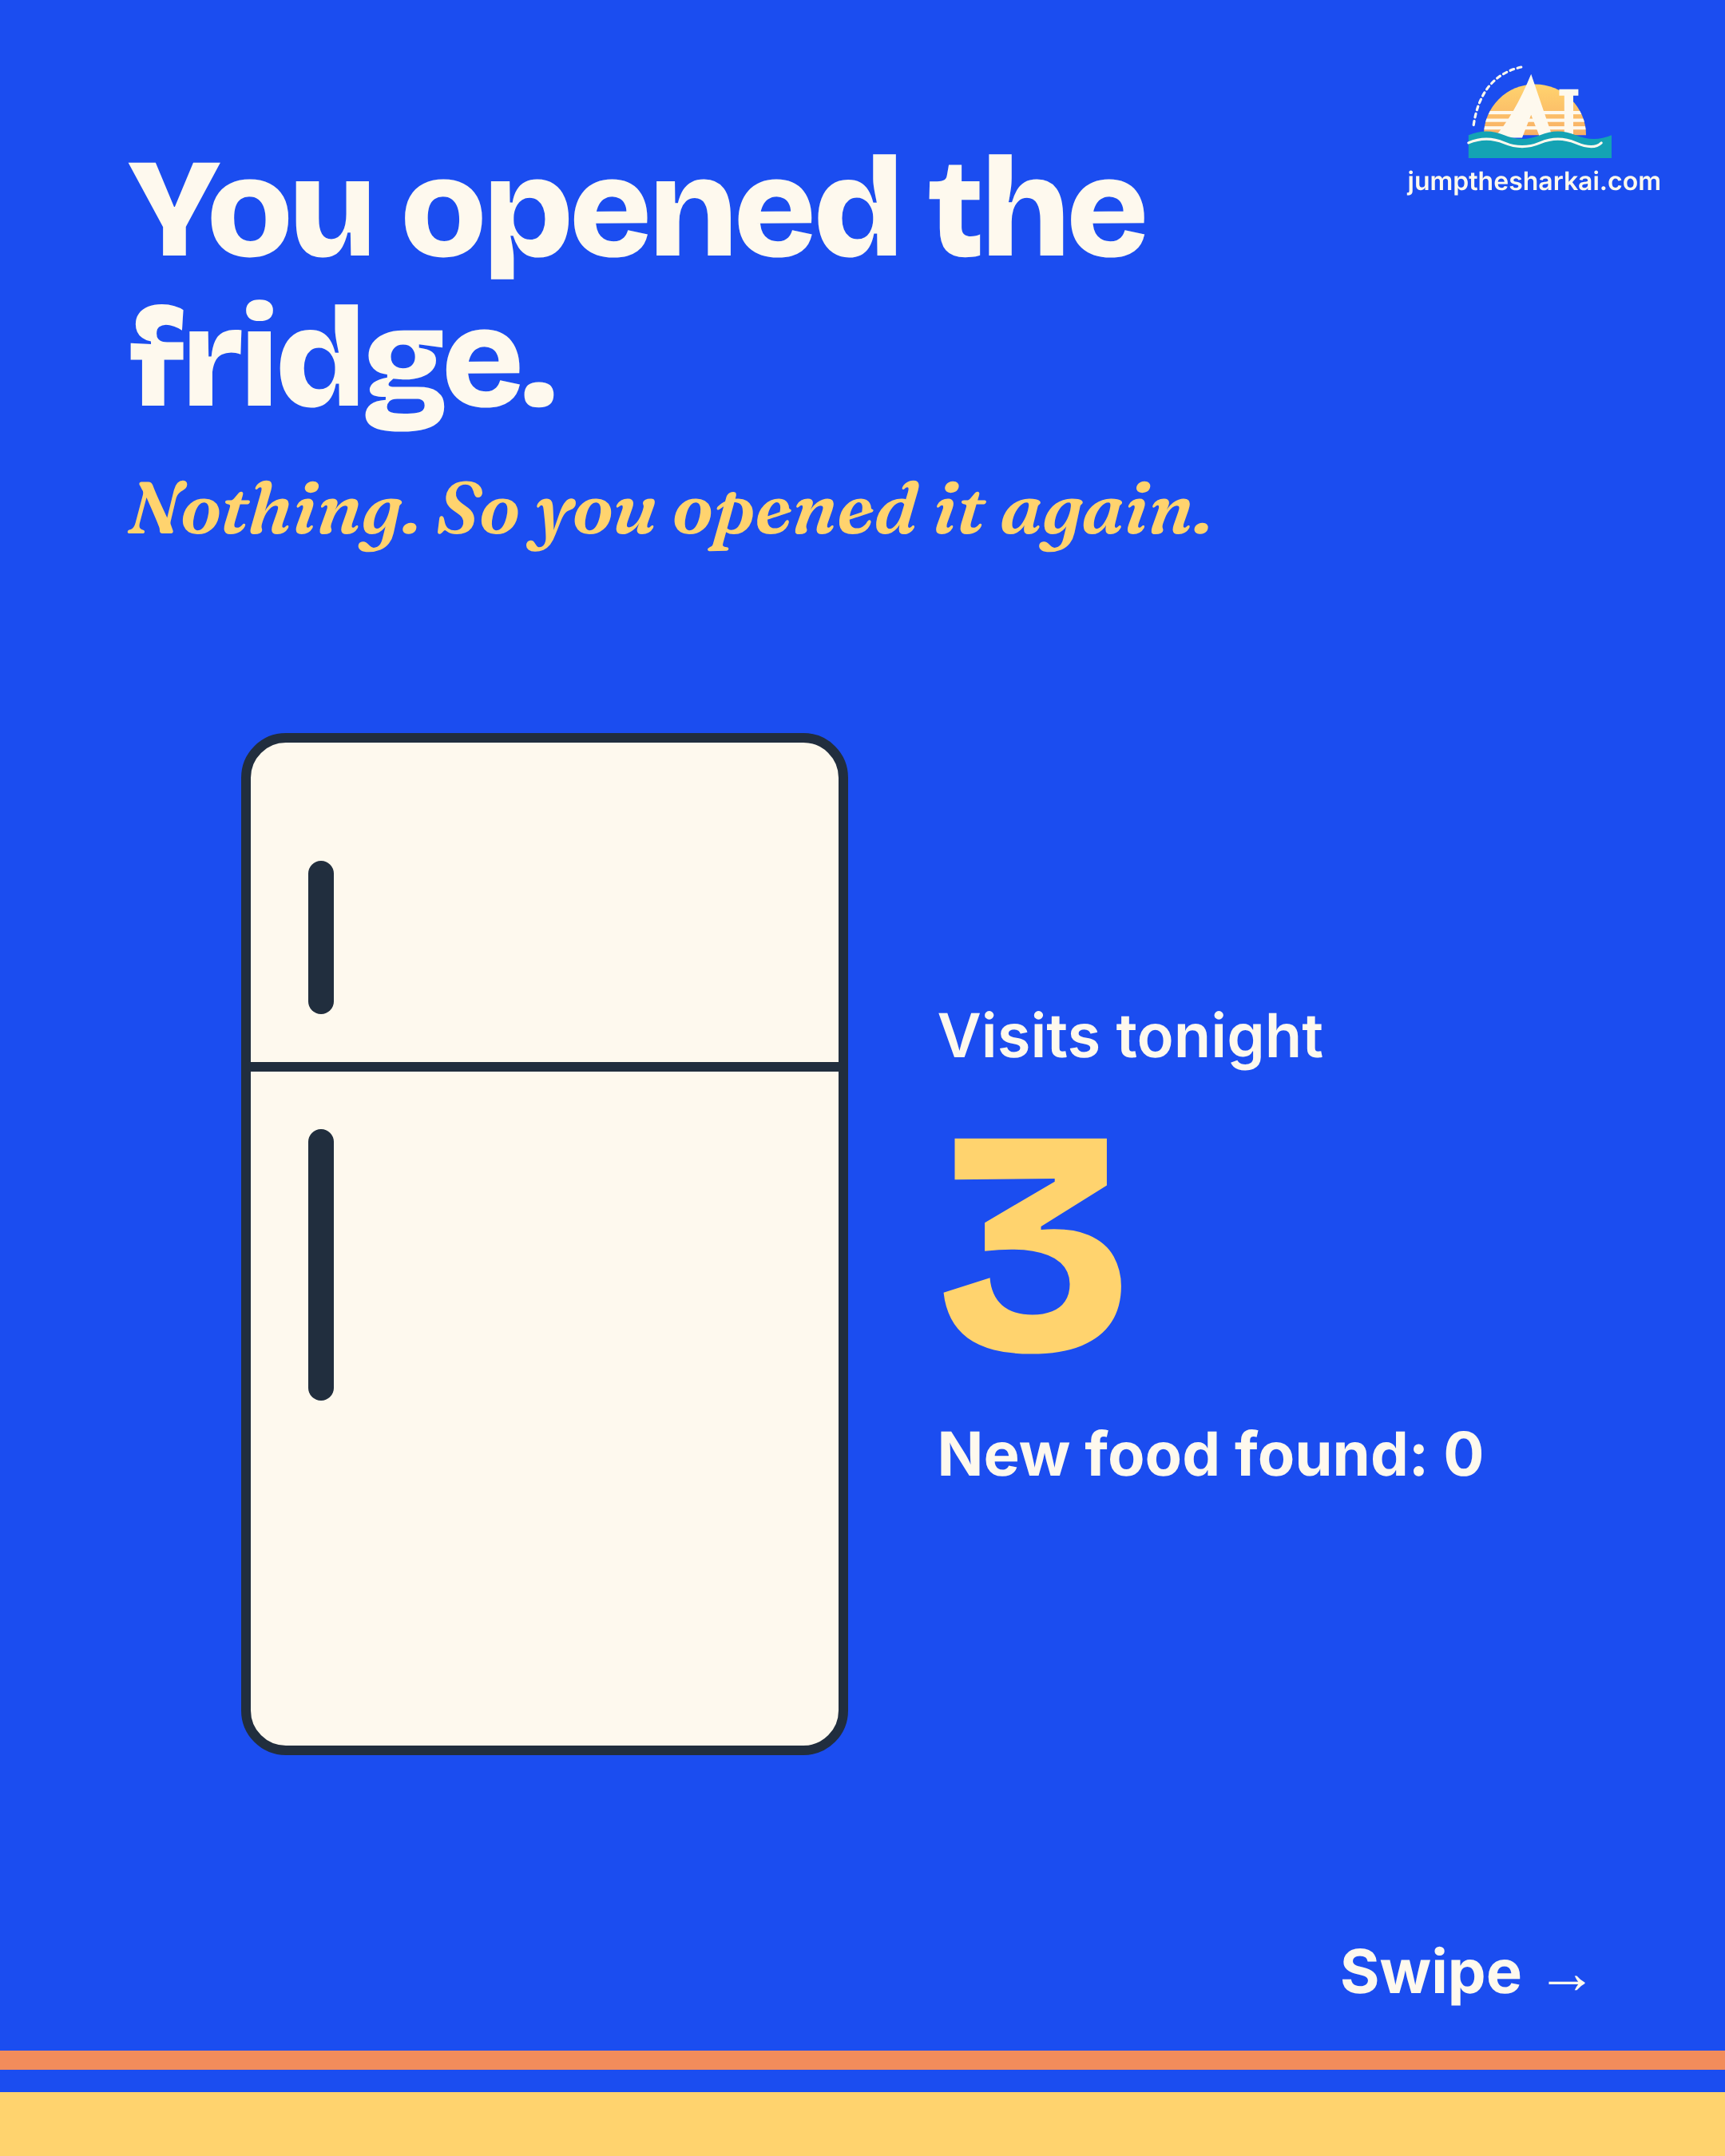 AI
jumpthesharkai.com
You opened the
fridge.
Nothing. So you opened it again.
Visits tonight
3
New food found: 0
Swipe →